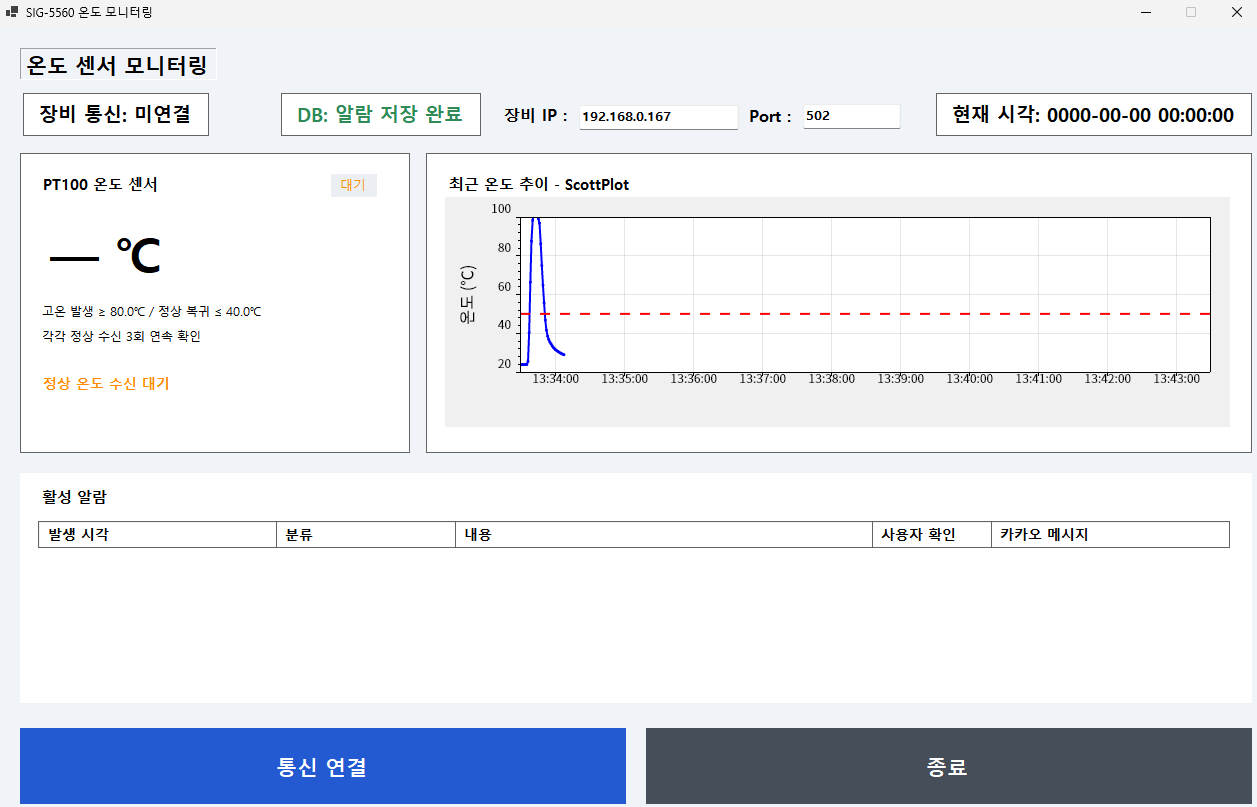 SIG-5560 온도 모니터링
온도 센서 모니터링
장비 통신: 미연결
DB: 알람 저장 완료
장비 IP :
192.168.0.167
Port :
502
현재 시각: 0000-00-00 00:00:00
PT100 온도 센서
대기
— ℃
고온 발생 ≥ 80.0℃ / 정상 복귀 ≤ 40.0℃
각각 정상 수신 3회 연속 확인
정상 온도 수신 대기
최근 온도 추이 - ScottPlot
온도 (°C)
100
80
60
40
20
13:34:00 13:35:00 13:36:00 13:37:00 13:38:00 13:39:00 13:40:00 13:41:00 13:42:00 13:43:00
활성 알람
발생 시각 분류 내용 사용자 확인 카카오 메시지
통신 연결
종료